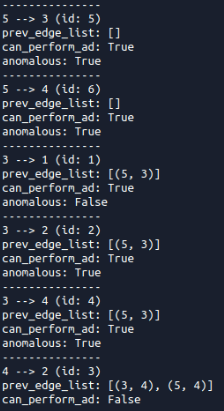 ---------------
5 --> 3 (id: 5)
prev_edge_list: []
can_perform_ad: True
anomalous: True
---------------
5 --> 4 (id: 6)
prev_edge_list: []
can_perform_ad: True
anomalous: True
---------------
3 --> 1 (id: 1)
prev_edge_list: [(5, 3)]
can_perform_ad: True
anomalous: False
---------------
3 --> 2 (id: 2)
prev_edge_list: [(5, 3)]
can_perform_ad: True
anomalous: True
---------------
3 --> 4 (id: 4)
prev_edge_list: [(5, 3)]
can_perform_ad: True
anomalous: True
---------------
4 --> 2 (id: 3)
prev_edge_list: [(3, 4), (5, 4)]
can_perform_ad: False